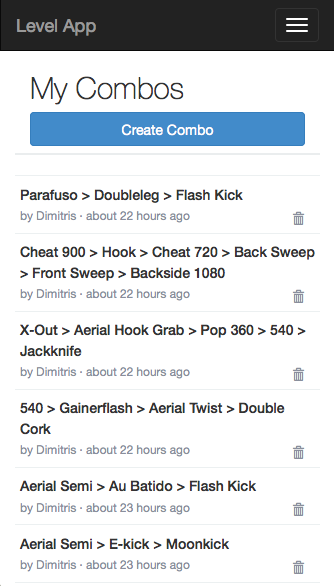 Level App
My Combos
Create Combo
Parafuso > Doubleleg > Flash Kick
by Dimitris · about 22 hours ago
Cheat 900 > Hook > Cheat 720 > Back Sweep
> Front Sweep > Backside 1080
by Dimitris · about 22 hours ago
X-Out > Aerial Hook Grab > Pop 360 > 540 >
Jackknife
by Dimitris · about 22 hours ago
540 > Gainerflash > Aerial Twist > Double
Cork
by Dimitris · about 22 hours ago
Aerial Semi > Au Batido > Flash Kick
by Dimitris · about 23 hours ago
Aerial Semi > E-kick > Moonkick
by Dimitris · about 23 hours ago